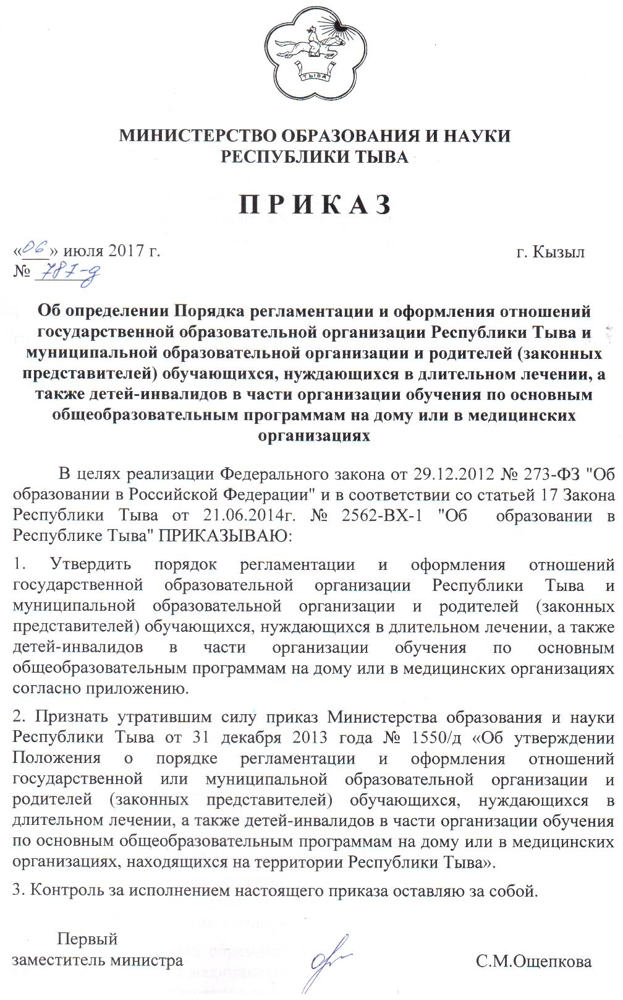 ТЫВА
МИНИСТЕРСТВО ОБРАЗОВАНИЯ И НАУКИ
РЕСПУБЛИКИ ТЫВА
П Р И К А З
«06» июля 2017 г. г. Кызыл
№ 787-д
Об определении Порядка регламентации и оформления отношений
государственной образовательной организации Республики Тыва и
муниципальной образовательной организации и родителей (законных
представителей) обучающихся, нуждающихся в длительном лечении, а
также детей-инвалидов в части организации обучения по основным
общеобразовательным программам на дому или в медицинских
организациях
В целях реализации Федерального закона от 29.12.2012 № 273-ФЗ "Об
образовании в Российской Федерации" и в соответствии со статьей 17 Закона
Республики Тыва от 21.06.2014г. № 2562-ВХ-1 "Об образовании в
Республике Тыва" ПРИКАЗЫВАЮ:
1. Утвердить порядок регламентации и оформления отношений
государственной образовательной организации Республики Тыва и
муниципальной образовательной организации и родителей (законных
представителей) обучающихся, нуждающихся в длительном лечении, а также
детей-инвалидов в части организации обучения по основным
общеобразовательным программам на дому или в медицинских организациях
согласно приложению.
2. Признать утратившим силу приказ Министерства образования и науки
Республики Тыва от 31 декабря 2013 года № 1550/д «Об утверждении
Положения о порядке регламентации и оформления отношений
государственной или муниципальной образовательной организации и
родителей (законных представителей) обучающихся, нуждающихся в
длительном лечении, а также детей-инвалидов в части организации обучения
по основным общеобразовательным программам на дому или в медицинских
организациях, находящихся на территории Республики Тыва».
3. Контроль за исполнением настоящего приказа оставляю за собой.
Первый
заместитель министра С.М.Ощепкова